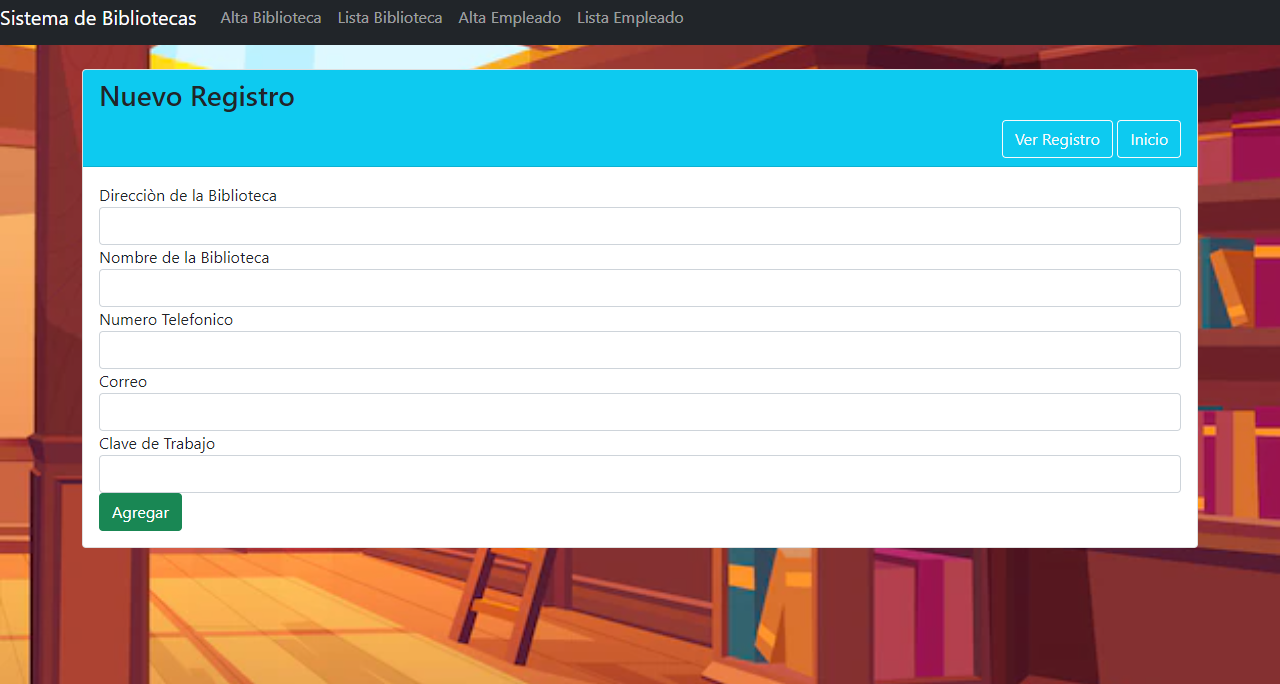 Sistema de Bibliotecas Alta Biblioteca Lista Biblioteca Alta Empleado Lista Empleado
Nuevo Registro
Ver Registro Inicio
Direcciòn de la Biblioteca
Nombre de la Biblioteca
Numero Telefonico
Correo
Clave de Trabajo
Agregar